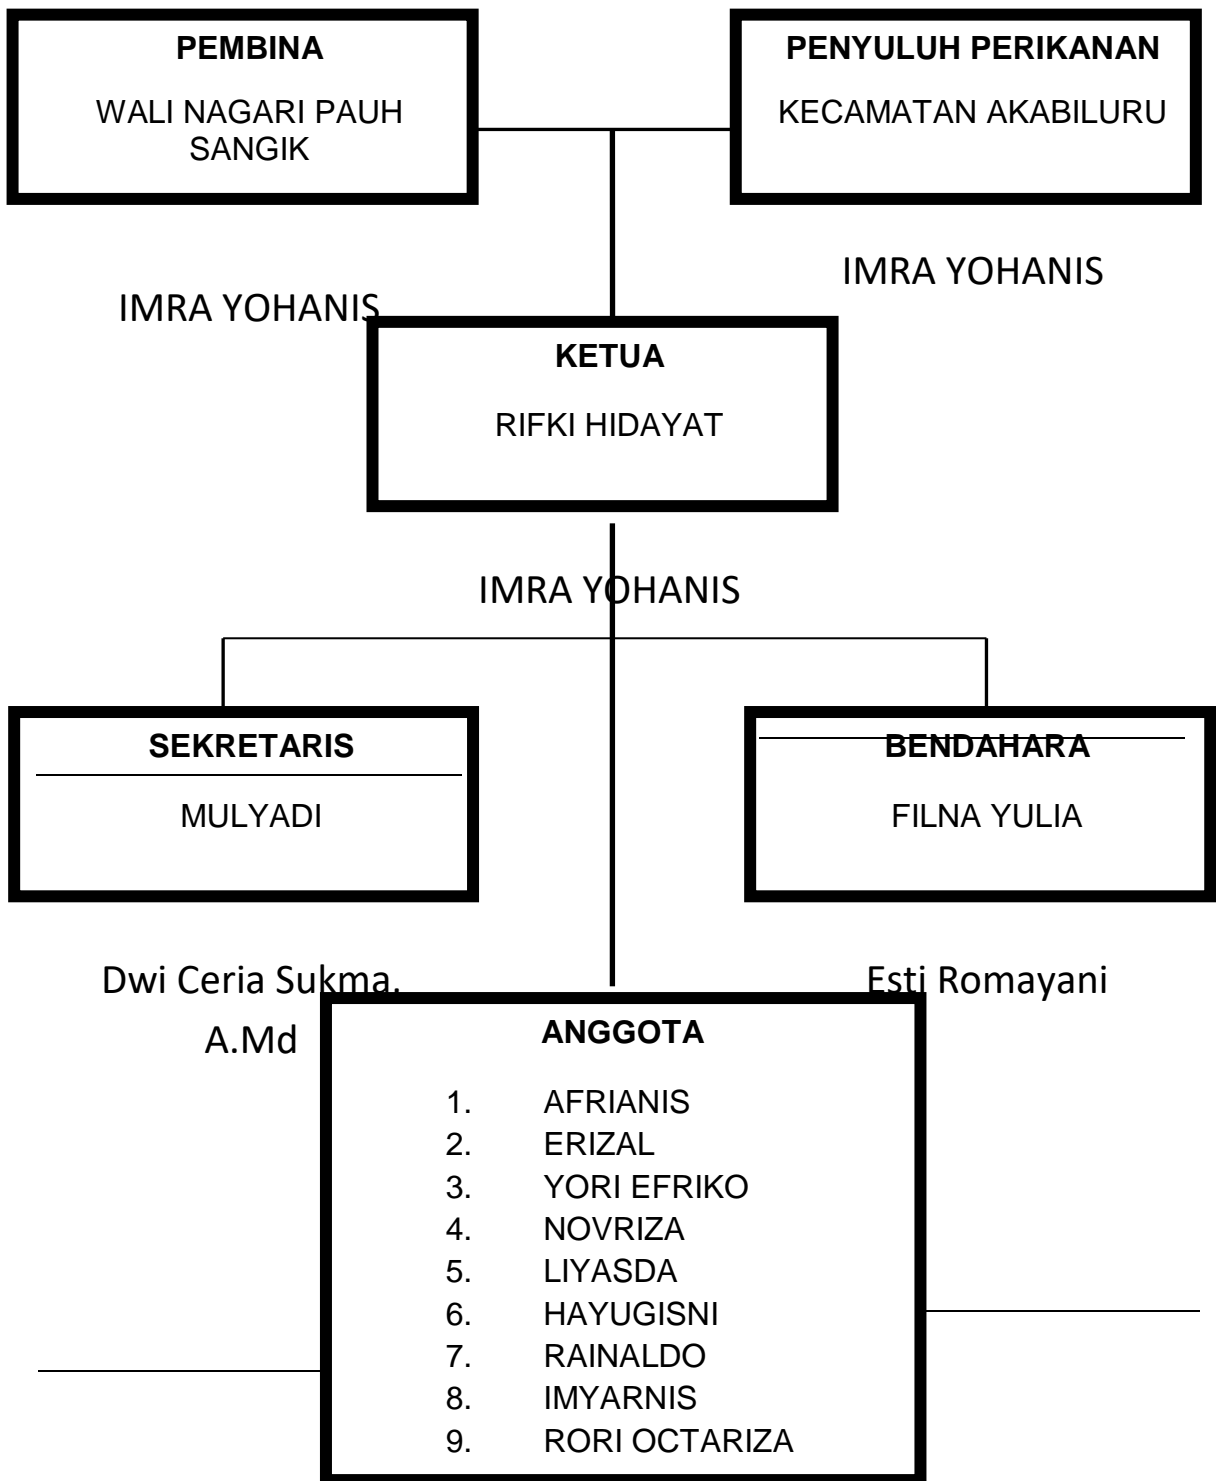 PEMBINA
WALI NAGARI PAUH
SANGIK
PENYULUH PERIKANAN
KECAMATAN AKABILURU
IMRA YOHANIS
IMRA YOHANIS
KETUA
RIFKI HIDAYAT
IMRA YOHANIS
SEKRETARIS
MULYADI
BENDAHARA
FILNA YULIA
Dwi Ceria Sukma.
A.Md
Esti Romayani
ANGGOTA
1. AFRIANIS
2. ERIZAL
3. YORI EFRIKO
4. NOVRIZA
5. LIYASDA
6. HAYUGISNI
7. RAINALDO
8. IMYARNIS
9. RORI OCTARIZA